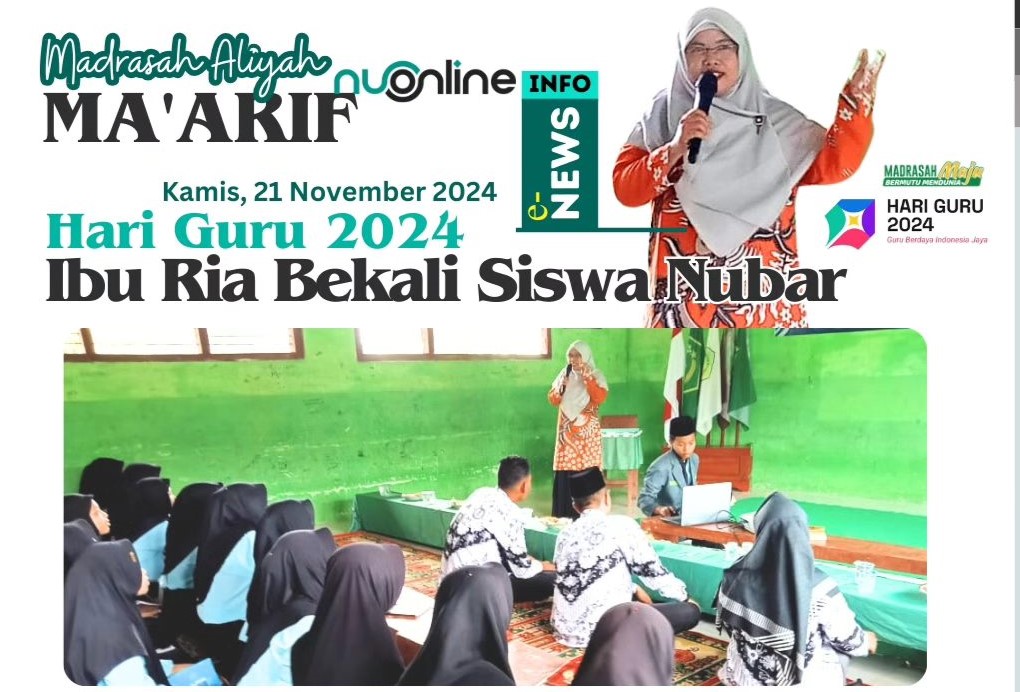 Madrasah Aliyah
nuonline
MA'ARIF
INFO
e-NEWS
Kamis, 21 November 2024
Hari Guru 2024
Ibu Ria Bekali Siswa Nubar
MADRASAH Maju
BERMUTU MENDUNIA
HARI GURU
2024
Guru Berdaya Indonesia Jaya